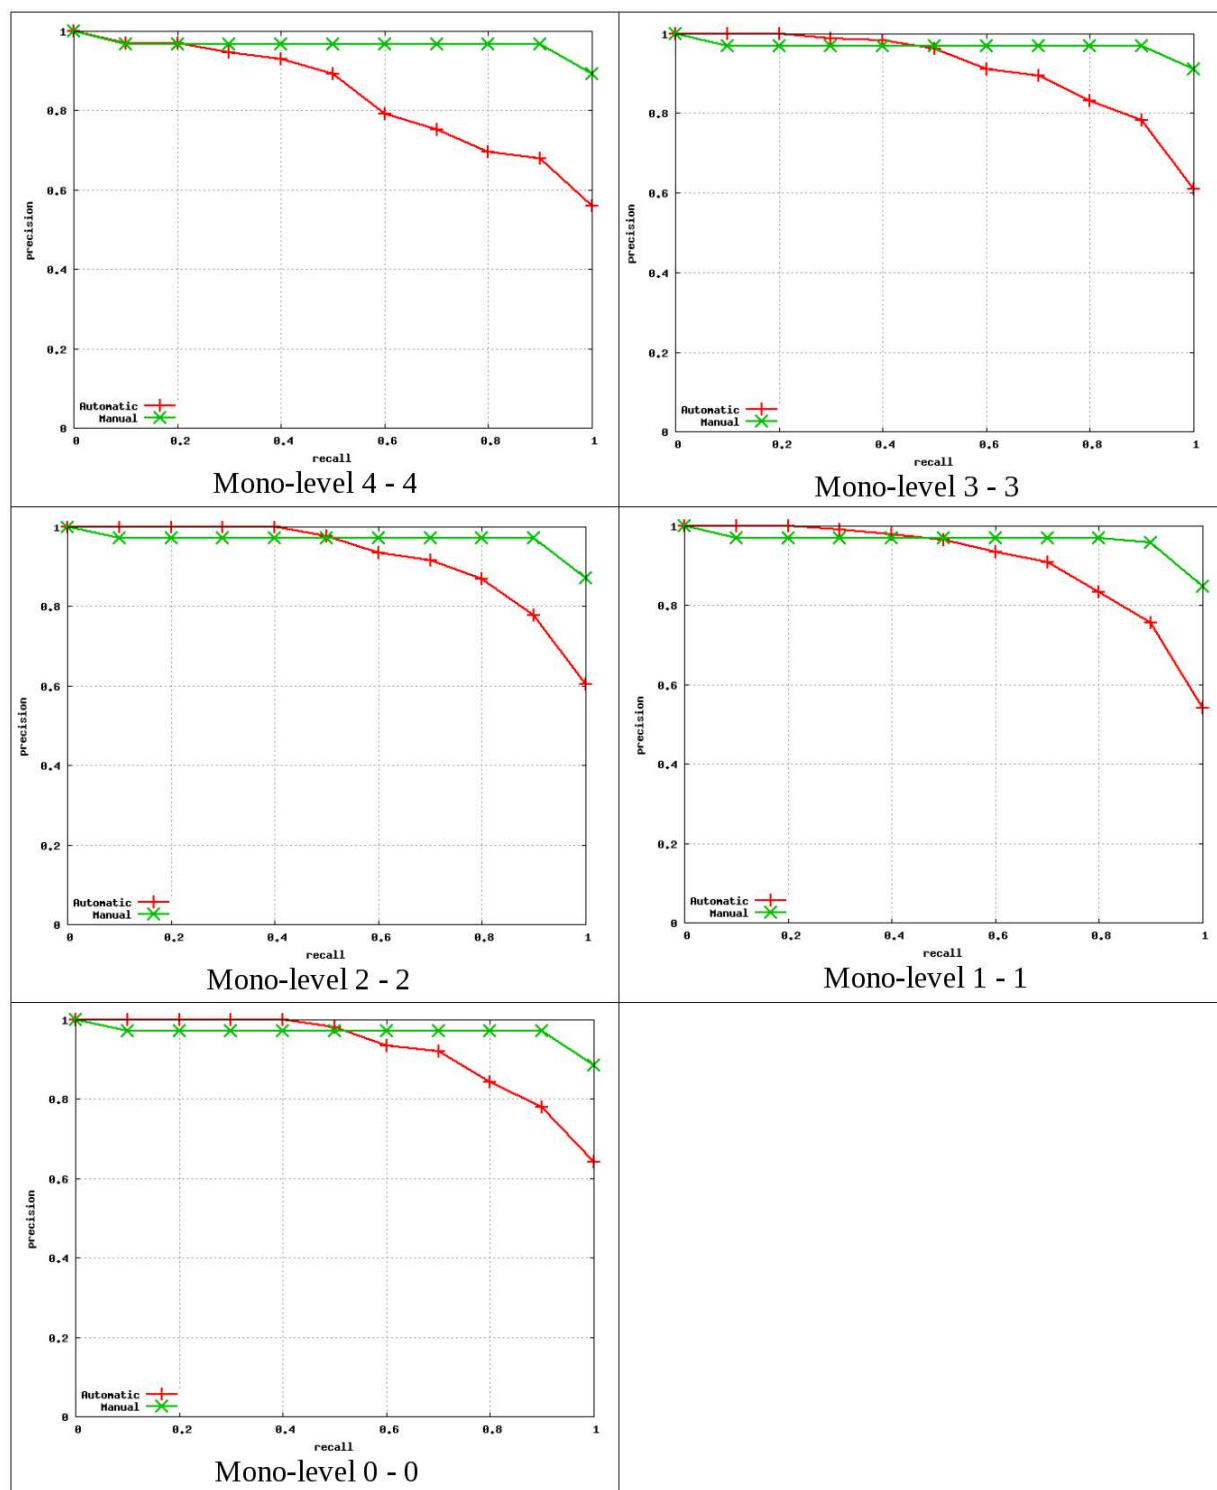 1
0.8
0.6
precision
0.4
0.2
Automatic
Manual
0
0 0.2 0.4 0.6 0.8 1
recall
Mono-level 4 - 4
1
0.8
0.6
precision
0.4
0.2
Automatic
Manual
0
0 0.2 0.4 0.6 0.8 1
recall
Mono-level 3 - 3
1
0.8
0.6
precision
0.4
0.2
Automatic
Manual
0
0 0.2 0.4 0.6 0.8 1
recall
Mono-level 2 - 2
1
0.8
0.6
precision
0.4
0.2
Automatic
Manual
0
0 0.2 0.4 0.6 0.8 1
recall
Mono-level 1 - 1
1
0.8
0.6
precision
0.4
0.2
Automatic
Manual
0
0 0.2 0.4 0.6 0.8 1
recall
Mono-level 0 - 0